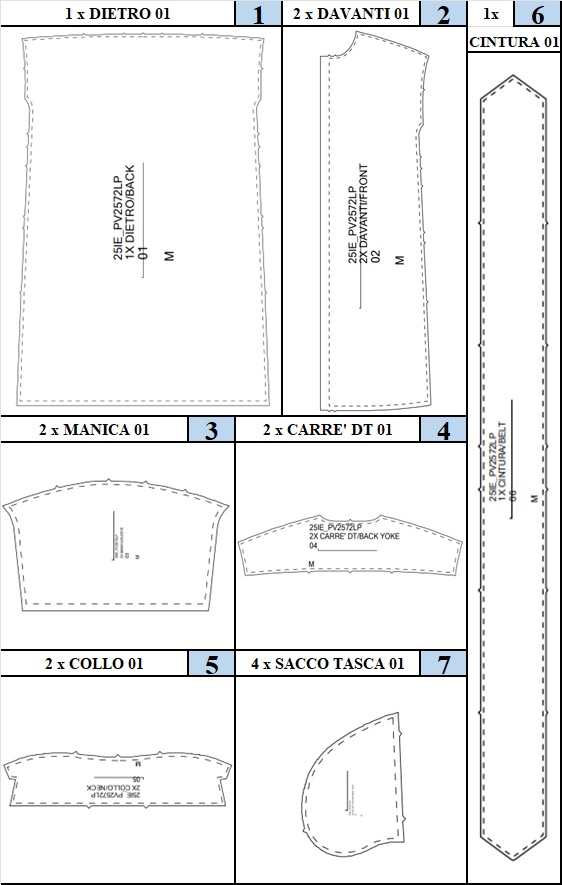 1 x DIETRO 01
1
2 x DAVANTI 01
2
1x
6
CINTURA 01
25IE_PV2572LP
1X DIETRO/BACK
01
M
25IE_PV2572LP
2X DAVANTI/FRONT
02
M
25IE_PV2572LP
1X CINTURA/BELT
06
M
2 x MANICA 01
3
2 x CARRE' DT 01
4
03
M
25IE_PV2572LP
2X CARRE' DT/BACK YOKE
04
M
2 x COLLO 01
5
4 x SACCO TASCA 01
7
25IE_PV2572LP
2X COLLO/NECK
05
M